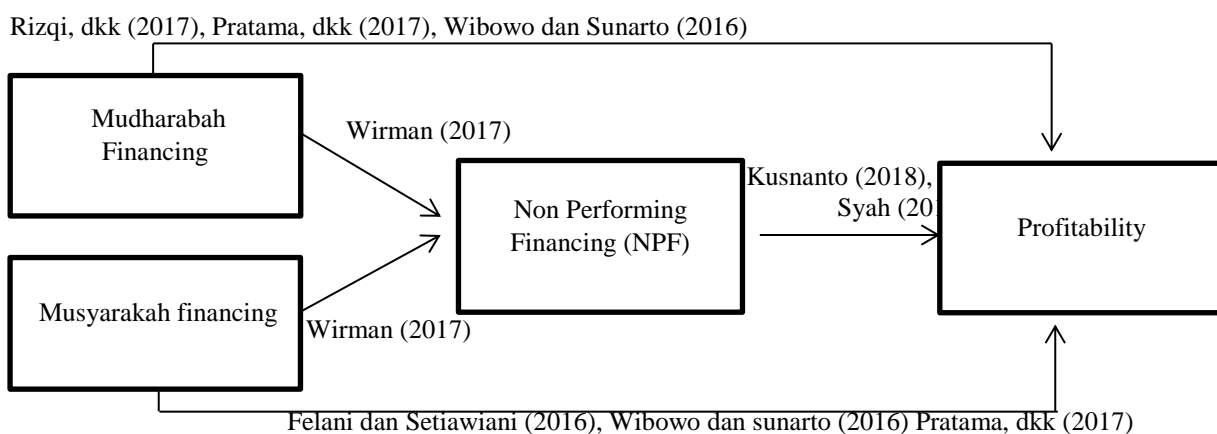 Rizqi, dkk (2017), Pratama, dkk (2017), Wibowo dan Sunarto (2016)
Mudharabah
Financing
Wirman (2017)
Musyarakah financing
Wirman (2017)
Non Performing
Financing (NPF)
Kusnanto (2018),
Syah (201
Profitability
Felani dan Setiawiani (2016), Wibowo dan sunarto (2016) Pratama, dkk (2017)